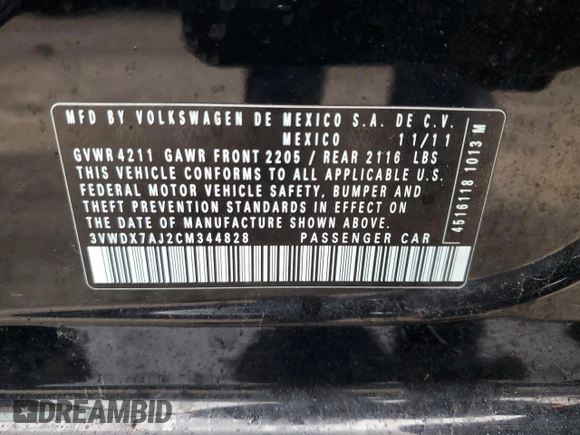 MFD BY VOLKSWAGEN DE MEXICO S.A. DE C.V.
MEXICO 11/11
GVWR 4211 GAWR FRONT 2205 / REAR 2116 LBS
THIS VEHICLE CONFORMS TO ALL APPLICABLE U.S.
FEDERAL MOTOR VEHICLE SAFETY, BUMPER AND
THEFT PREVENTION STANDARDS IN EFFECT ON
THE DATE OF MANUFACTURE SHOWN ABOVE.
3VWDX7AJ2CM344828 PASSENGER CAR
4516118 1013 M
DREAMBID